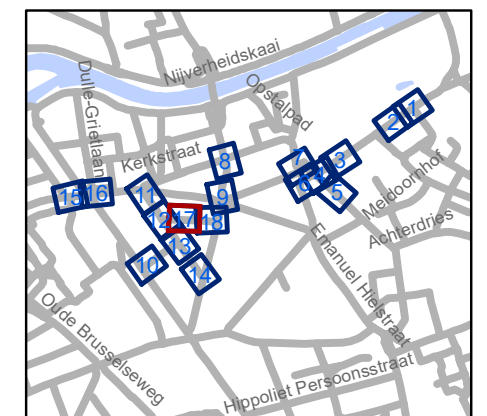 Nijverheidskaai
Dulle-Grietlaan
Opstalpad
Kerkstraat
1
2
3
4
5
6
7
8
9
10
11
12
13
14
15
16
17
18
Meidoornhof
Achterdries
Emanuel Hielstraat
Oude Brusselseweg
Hippoliet Persoonsstraat